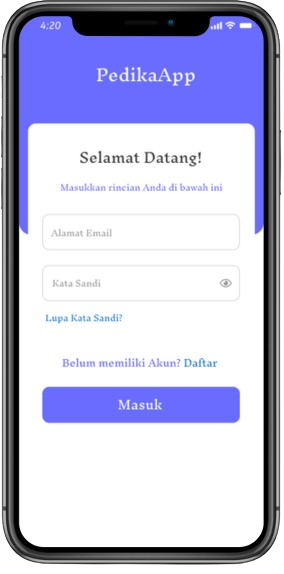 4:20
PedikaApp
Selamat Datang!
Masukkan rincian Anda di bawah ini
Alamat Email
Kata Sandi
Lupa Kata Sandi?
Belum memiliki Akun? Daftar
Masuk